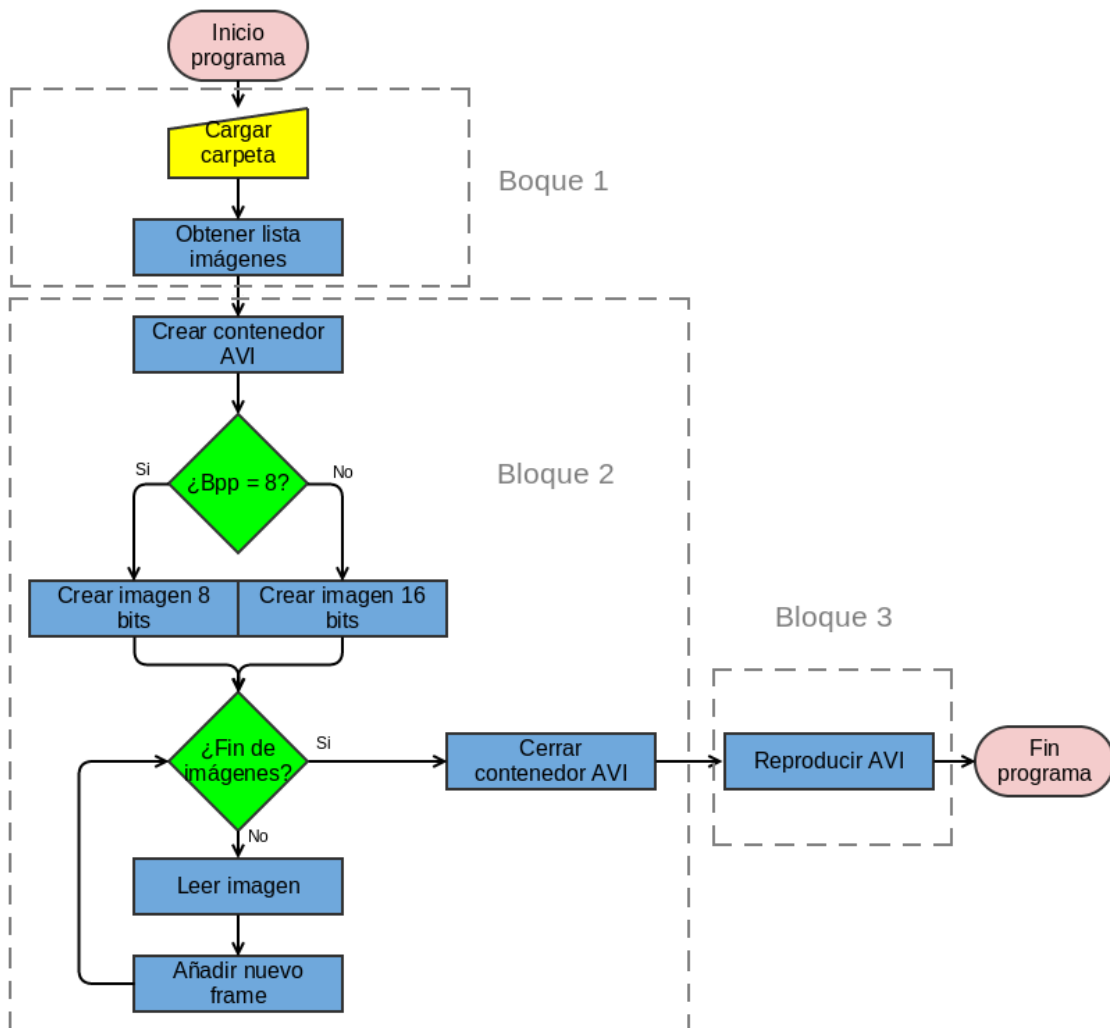 Inicio
programa
Cargar
carpeta
Boque 1
Obtener lista
imágenes
Crear contenedor
AVI
Bloque 2
Si
¿Bpp = 8?
No
Crear imagen 8
bits
Crear imagen 16
bits
Bloque 3
¿Fin de
imágenes?
Si
Cerrar
contenedor AVI
Reproducir AVI
Fin
programa
No
Leer imagen
Añadir nuevo
frame